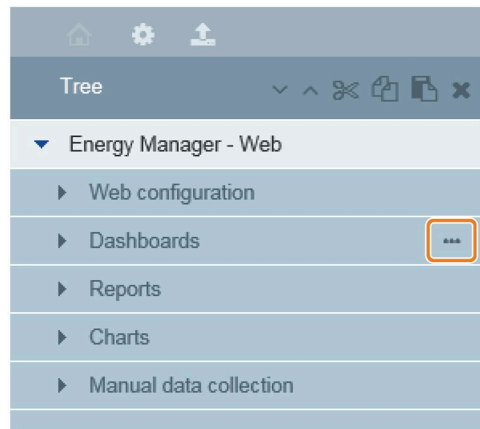 Tree
Energy Manager - Web
Web configuration
Dashboards
Reports
Charts
Manual data collection